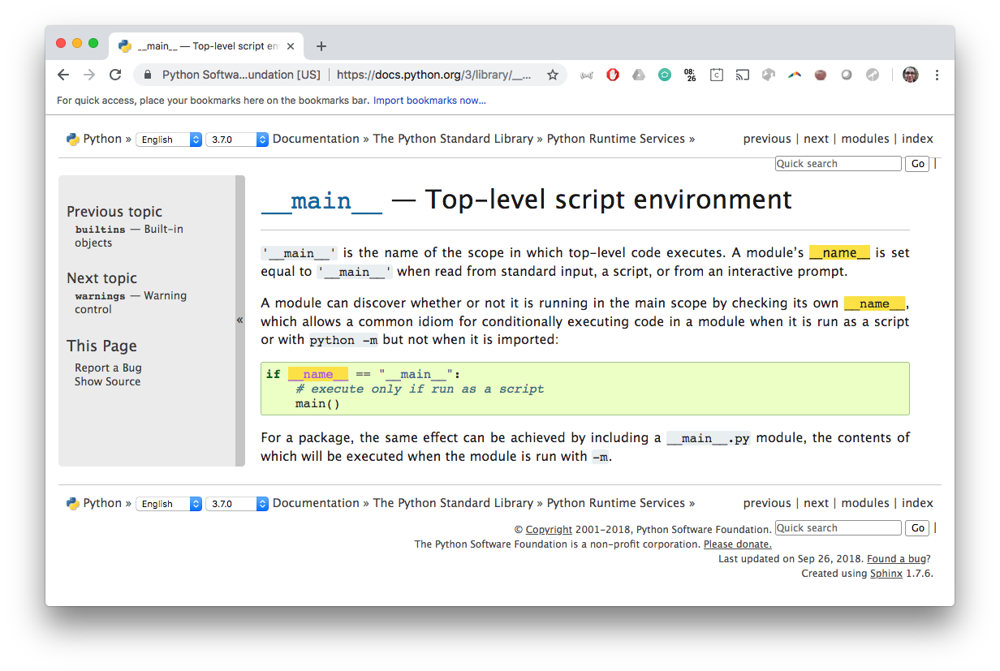 __main__ — Top-level script en
Python Softwa...undation [US] | https://docs.python.org/3/library/__...
08:
26
For quick access, place your bookmarks here on the bookmarks bar. Import bookmarks now...
Python » English 3.7.0 Documentation » The Python Standard Library » Python Runtime Services » previous | next | modules | index
Quick search Go |
Previous topic
builtins — Built-in
objects
Next topic
warnings — Warning
control
This Page
Report a Bug
Show Source
«
__main__ — Top-level script environment
'__main__' is the name of the scope in which top-level code executes. A module’s __name__ is set
equal to '__main__' when read from standard input, a script, or from an interactive prompt.
A module can discover whether or not it is running in the main scope by checking its own __name__,
which allows a common idiom for conditionally executing code in a module when it is run as a script
or with python -m but not when it is imported:
if __name__ == "__main__":
    # execute only if run as a script
    main()
For a package, the same effect can be achieved by including a __main__.py module, the contents of
which will be executed when the module is run with -m.
Python » English 3.7.0 Documentation » The Python Standard Library » Python Runtime Services » previous | next | modules | index
© Copyright 2001-2018, Python Software Foundation. Quick search Go |
The Python Software Foundation is a non-profit corporation. Please donate.
Last updated on Sep 26, 2018. Found a bug?
Created using Sphinx 1.7.6.